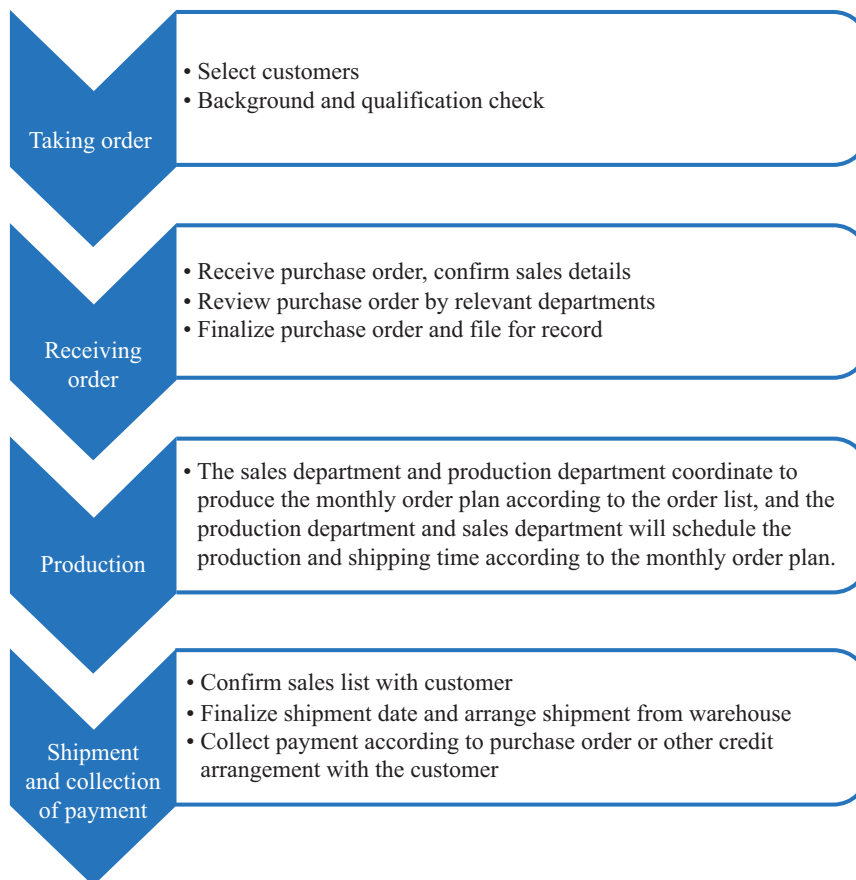 Taking order
• Select customers
• Background and qualification check
Receiving
order
• Receive purchase order, confirm sales details
• Review purchase order by relevant departments
• Finalize purchase order and file for record
Production
• The sales department and production department coordinate to
produce the monthly order plan according to the order list, and the
production department and sales department will schedule the
production and shipping time according to the monthly order plan.
Shipment
and collection
of payment
• Confirm sales list with customer
• Finalize shipment date and arrange shipment from warehouse
• Collect payment according to purchase order or other credit
arrangement with the customer